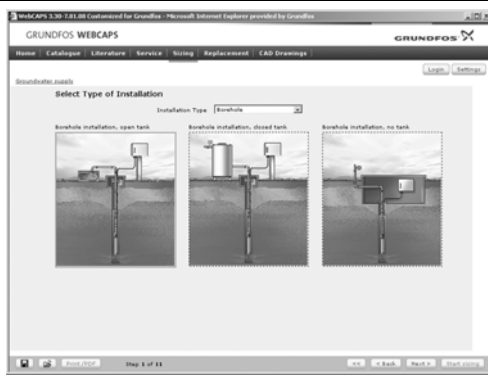 WebCAPS 3.30-7.01.08 Customized for Grundfos - Microsoft Internet Explorer provided by Grundfos
GRUNDFOS WEBCAPS
GRUNDFOS
Home Catalogue Literature Service Sizing Replacement CAD Drawings
Login Settings
Groundwater supply
Select Type of Installation
Installation Type Borehole
Borehole installation, open tank Borehole installation, closed tank Borehole installation, no tank
Print/PDF Step 1 of 11 << < Back Next > Start sizing